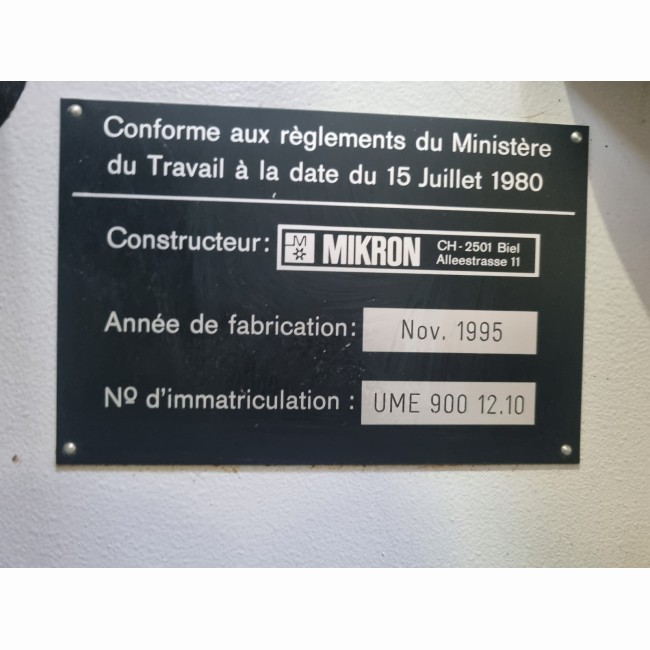 Conforme aux règlements du Ministère
du Travail à la date du 15 Juillet 1980
Constructeur: M MIKRON CH-2501 Biel
Alleestrasse 11
Année de fabrication: Nov. 1995
Nº d'immatriculation : UME 900 12.10